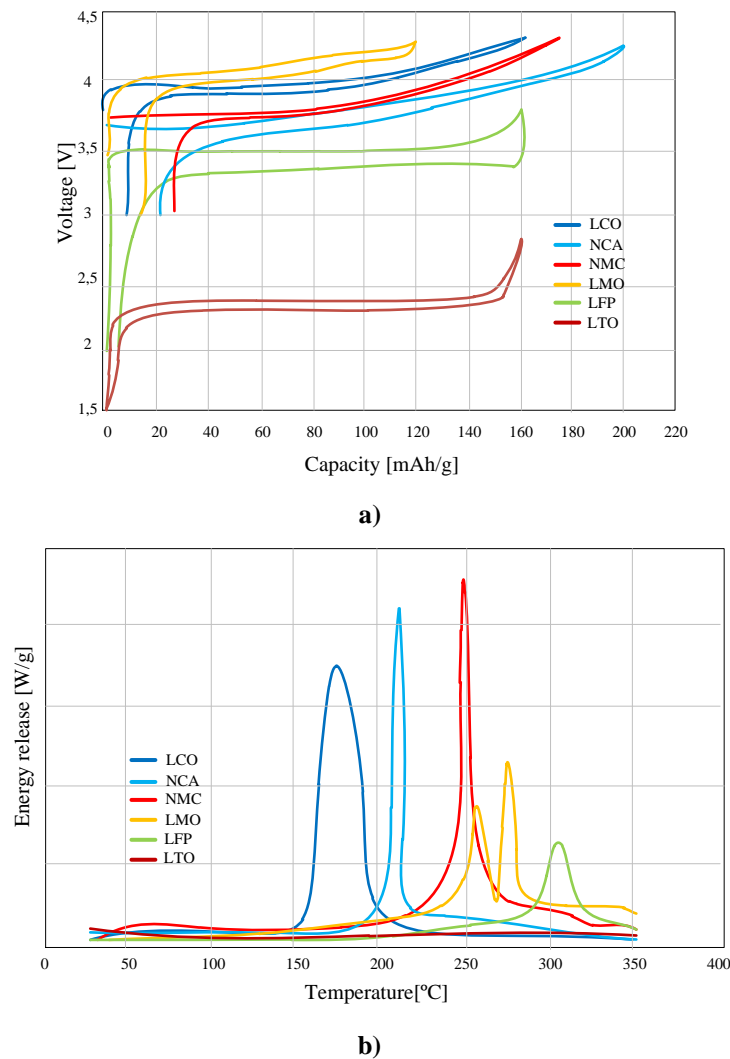 4,5
4
3,5
3
2,5
2
1,5
Voltage [V]
LCO
NCA
NMC
LMO
LFP
LTO
0 20 40 60 80 100 120 140 160 180 200 220
Capacity [mAh/g]
a)
Energy release [W/g]
LCO
NCA
NMC
LMO
LFP
LTO
0 50 100 150 200 250 300 350 400
Temperature[ºC]
b)